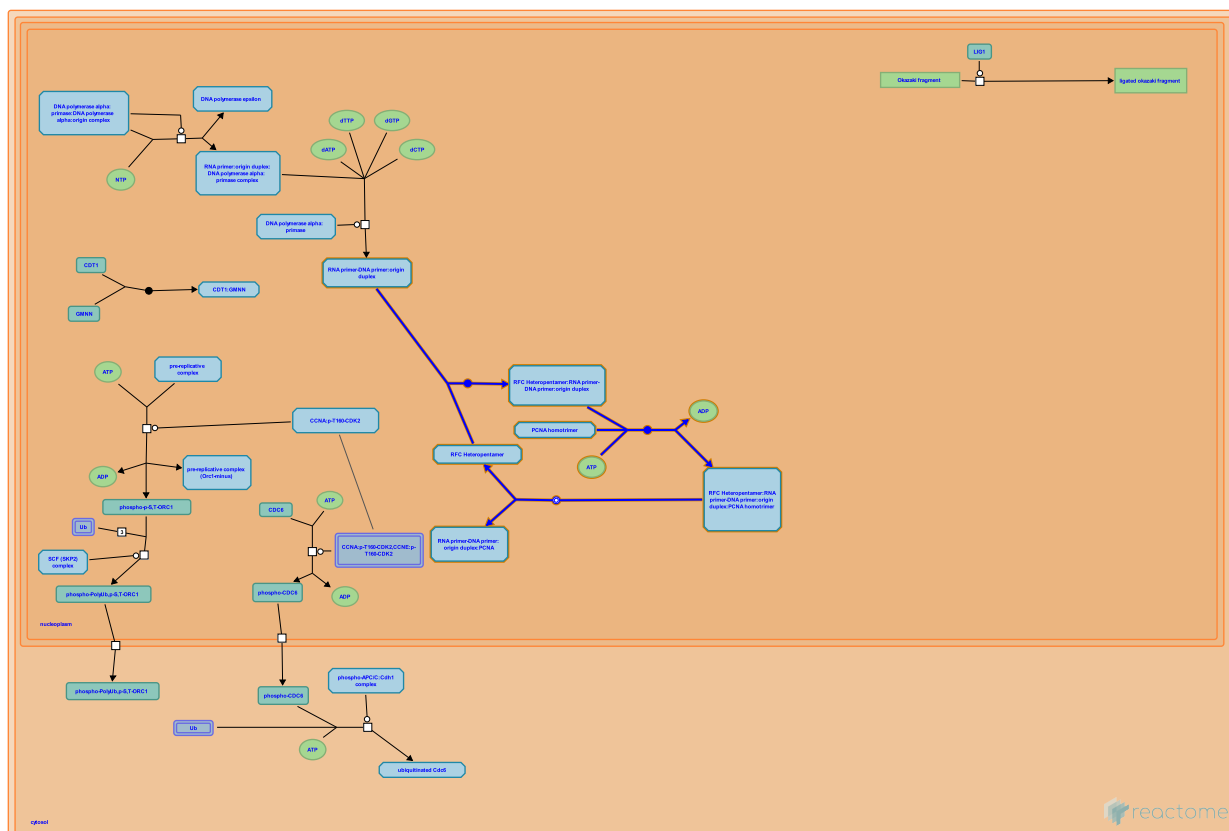 LIG1
Okazaki fragment
ligated okazaki fragment
DNA polymerase alpha:
primase:DNA polymerase
alpha:origin complex
DNA polymerase epsilon
NTP
RNA primer:origin duplex:
DNA polymerase alpha:
primase complex
dTTP
dGTP
dATP
dCTP
DNA polymerase alpha:
primase
RNA primer-DNA primer:origin
duplex
CDT1
GMNN
CDT1:GMNN
ATP
pre-replicative
complex
CCNA:p-T160-CDK2
ADP
pre-replicative complex
(Orc1-minus)
phospho-p-S,T-ORC1
Ub
3
SCF (SKP2)
complex
phospho-PolyUb,p-S,T-ORC1
RFC Heteropentamer:RNA primer-
DNA primer:origin duplex
PCNA homotrimer
ATP
ADP
RFC Heteropentamer
RFC Heteropentamer:RNA
primer-DNA primer:origin
duplex:PCNA homotrimer
RNA primer-DNA primer:
origin duplex:PCNA
CDC6
ATP
CCNA:p-T160-CDK2,CCNE:p-
T160-CDK2
phospho-CDC6
ADP
nucleoplasm
phospho-PolyUb,p-S,T-ORC1
phospho-CDC6
phospho-APC/C:Cdh1
complex
Ub
ATP
ubiquitinated Cdc6
cytosol
reactome